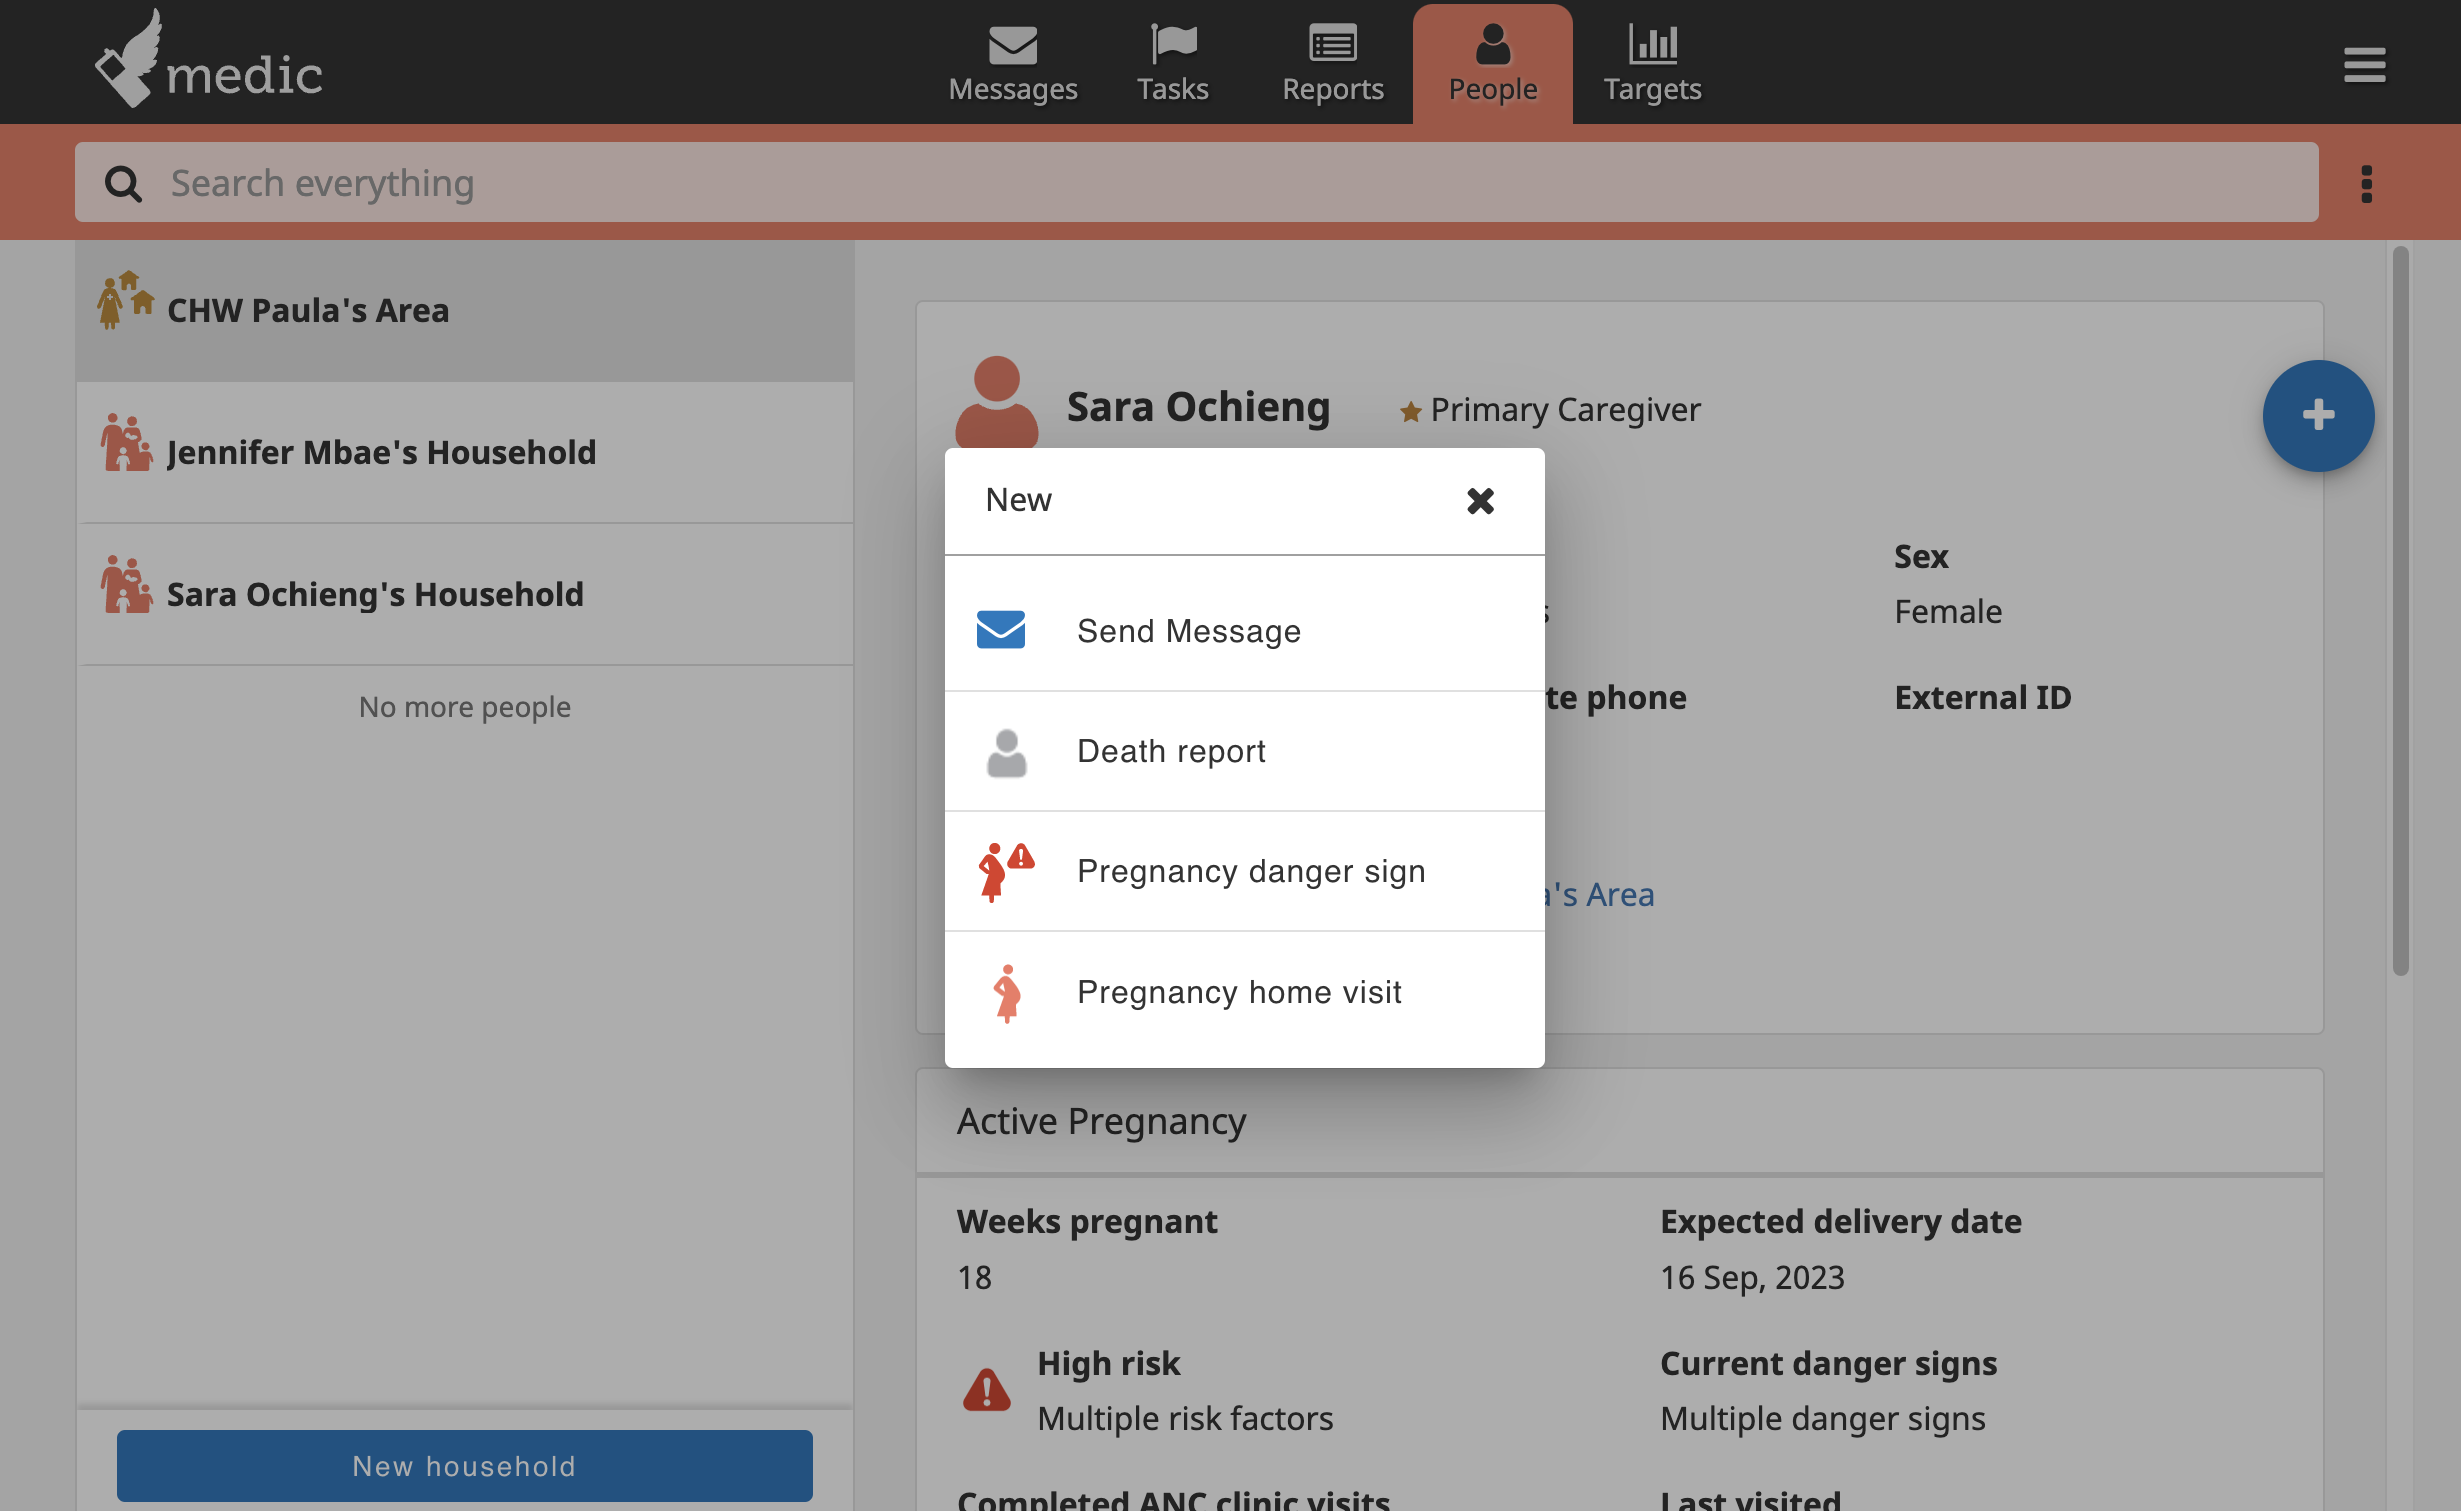 medic
Messages
Tasks
Reports
People
Targets
Search everything
CHW Paula's Area
Jennifer Mbae's Household
Sara Ochieng's Household
No more people
New household
Sara Ochieng
Primary Caregiver
Sex
Female
phone
External ID
Area
New
Send Message
Death report
Pregnancy danger sign
Pregnancy home visit
Active Pregnancy
Weeks pregnant
18
Expected delivery date
16 Sep, 2023
High risk
Multiple risk factors
Current danger signs
Multiple danger signs
Completed ANC clinic visits
Last visited